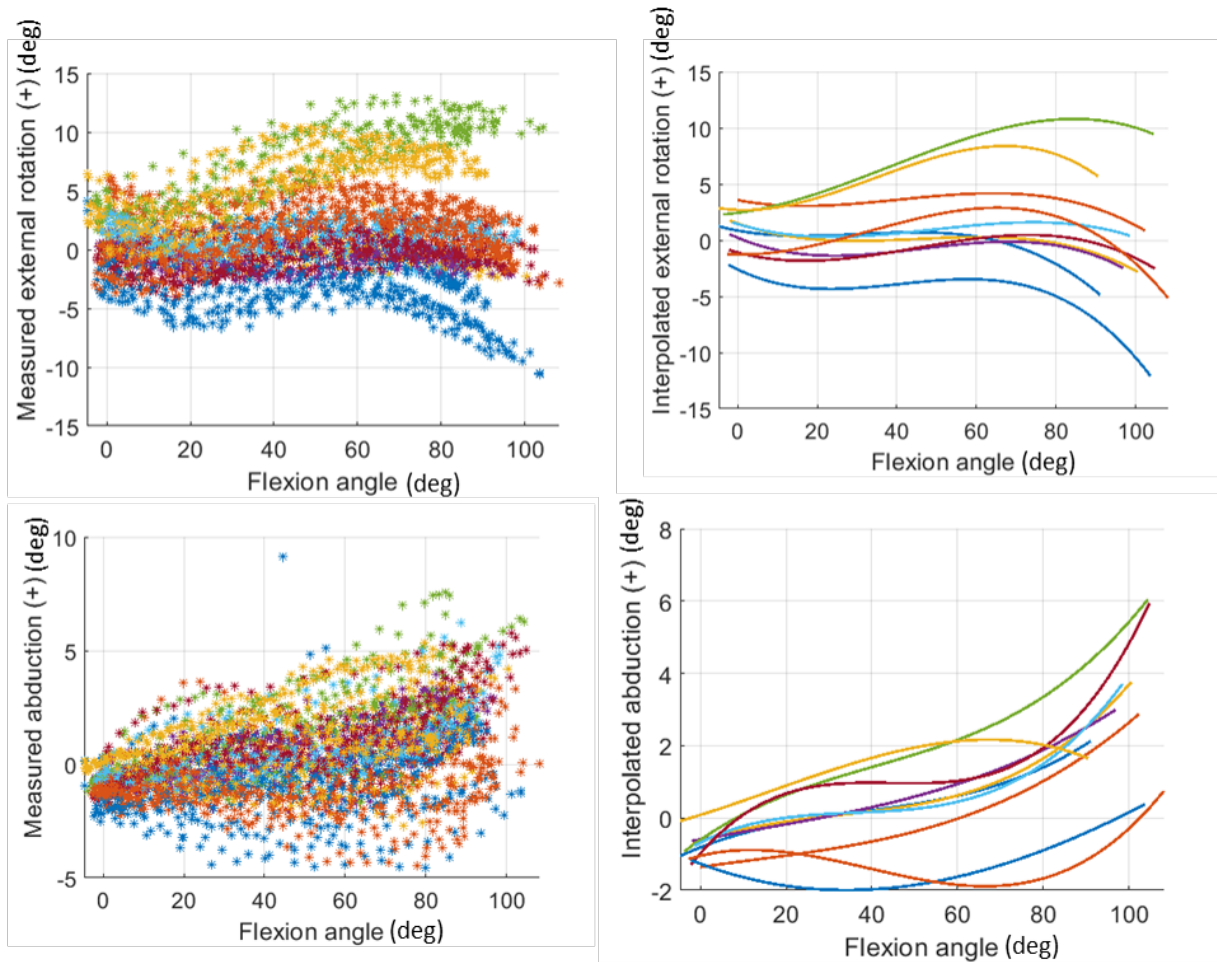 Measured external rotation (+) (deg)
15
10
5
0
-5
-10
-15
0 20 40 60 80 100
Flexion angle (deg)
Interpolated external rotation (+) (deg)
15
10
5
0
-5
-10
-15
0 20 40 60 80 100
Flexion angle (deg)
Measured abduction (+) (deg)
10
5
0
-5
0 20 40 60 80 100
Flexion angle (deg)
Interpolated abduction (+) (deg)
8
6
4
2
0
-2
0 20 40 60 80 100
Flexion angle (deg)